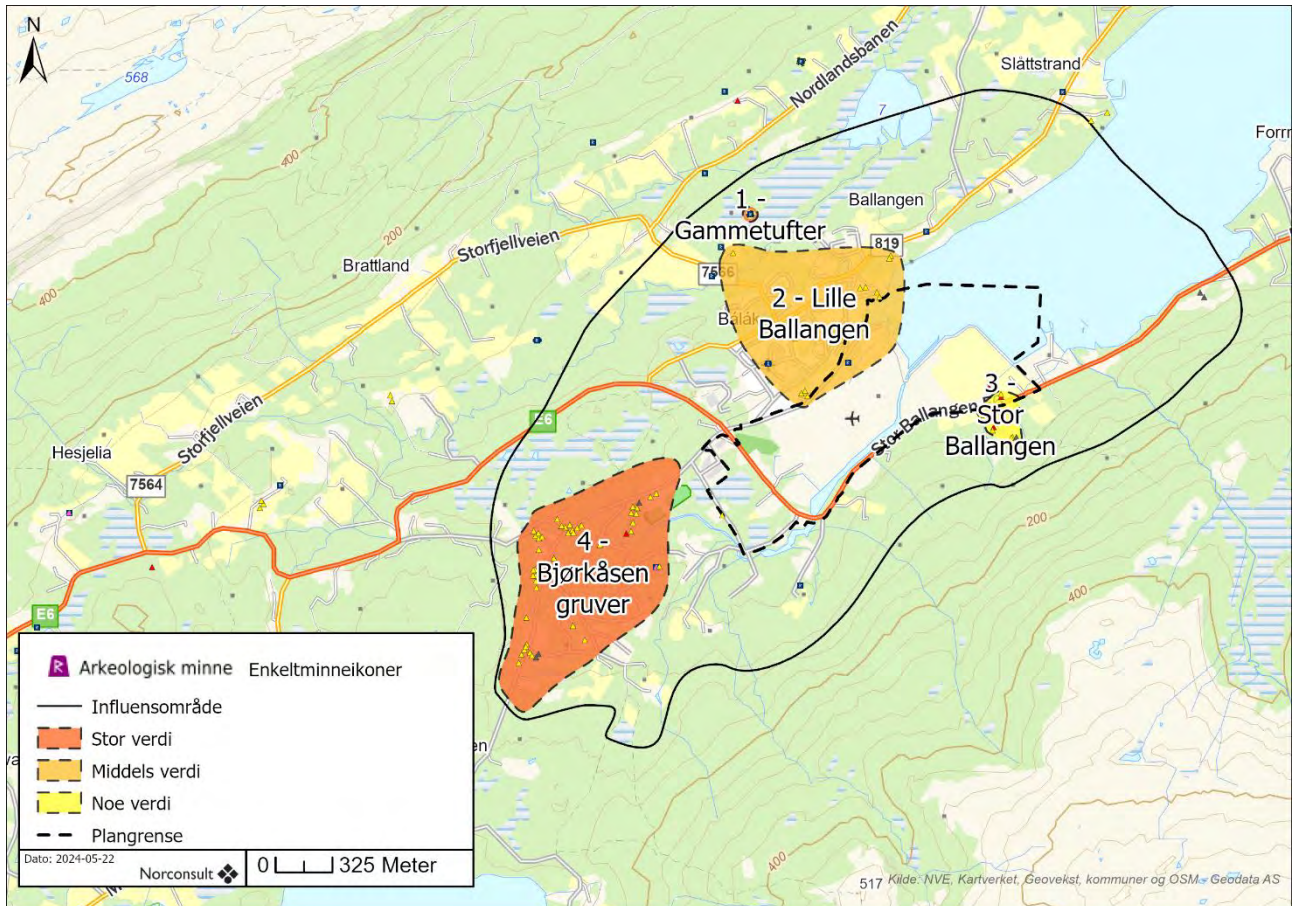 N
568
400
400
200
Nordlandsbanen
Slåttstrand
7
Storfjellveien
Brattland
1 -
Gammetufter
Ballangen
819
7566
2 - Lille
Ballangen
E6
3 -
Stor
Ballangen
Stor-Ballangen
Storfjellveien
Hesjelia
7564
4 -
Bjørkåsen
gruver
200
400
E6
400
517
Arkeologisk minne Enkeltminneikoner
Influensområde
Stor verdi
Middels verdi
Noe verdi
Plangrense
Dato: 2024-05-22
Norconsult
0 325 Meter
Kilde: NVE, Kartverket, Geovekst, kommuner og OSM - Geodata AS